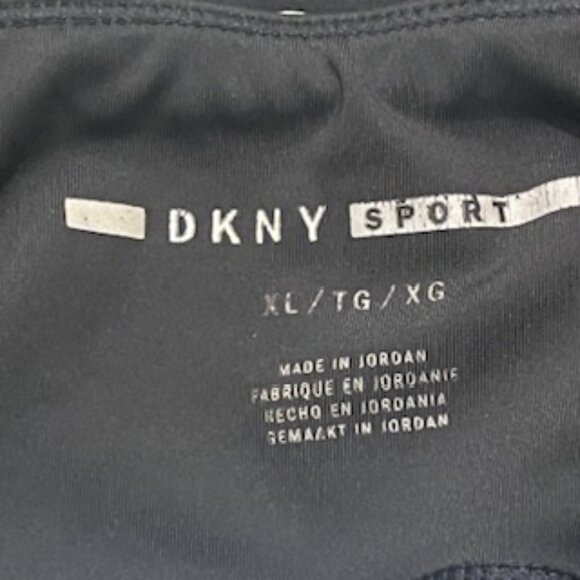 DKNY SPORT
XL/TG/XG
MADE IN JORDAN
FABRIQUE EN JORDANIE
HECHO EN JORDANIA
GEMAAKT IN JORDAN